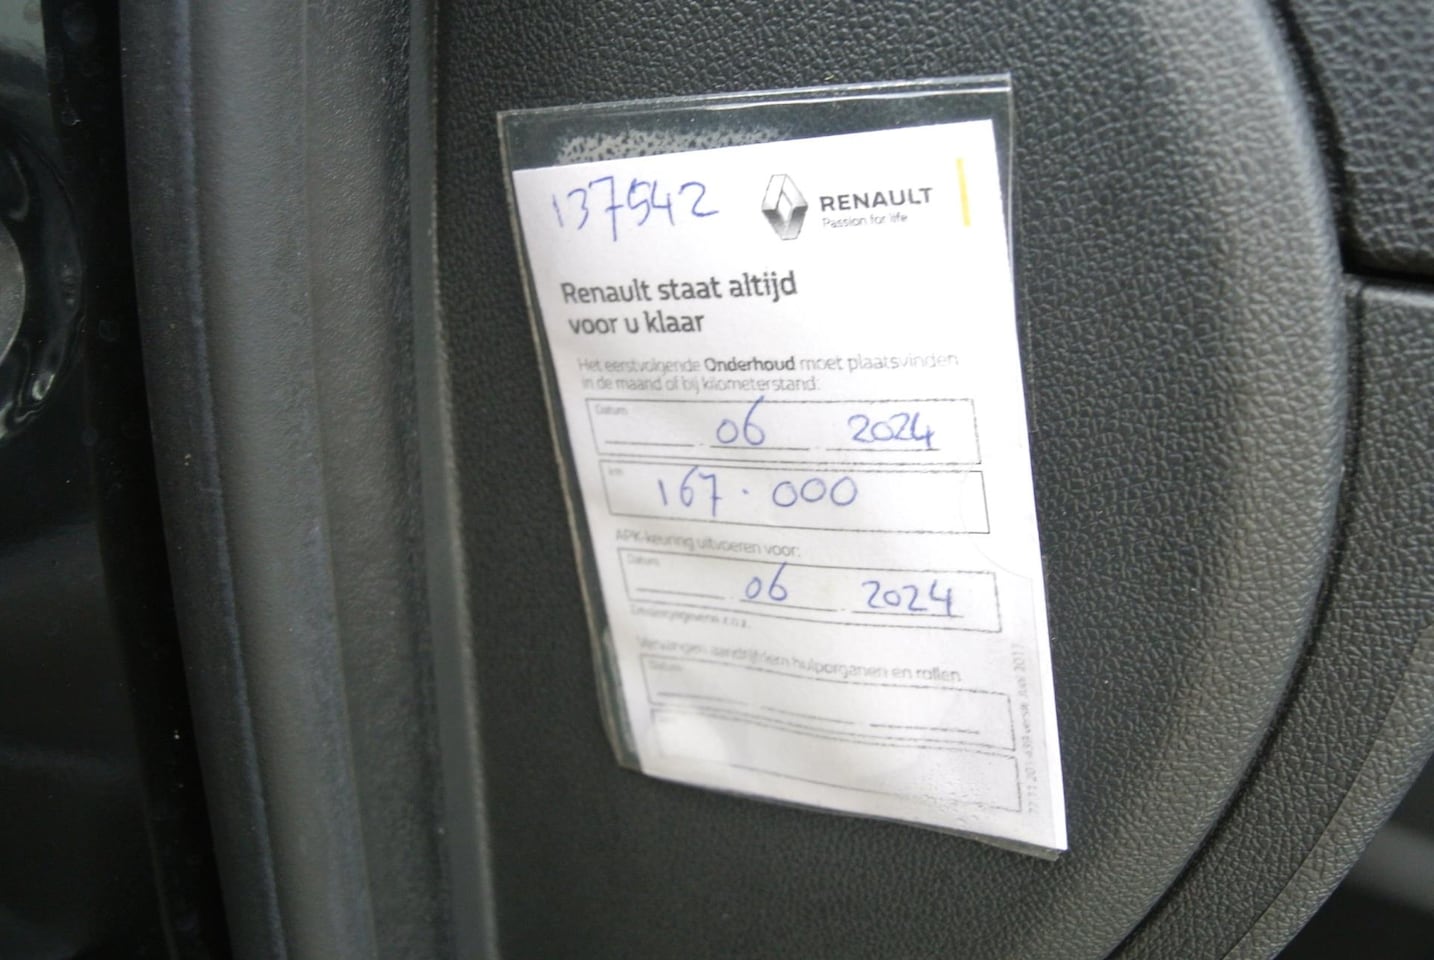 137542
RENAULT
Passion for life
Renault staat altijd
voor u klaar
Het eerstvolgende Onderhoud moet plaatsvinden
in de maand of bij kilometerstand:
Datum
06 2024
km
167.000
APK-keuring uitvoeren voor:
Datum
06 2024
Vervangen aandrijfriem hulporganen en rollen
Datum